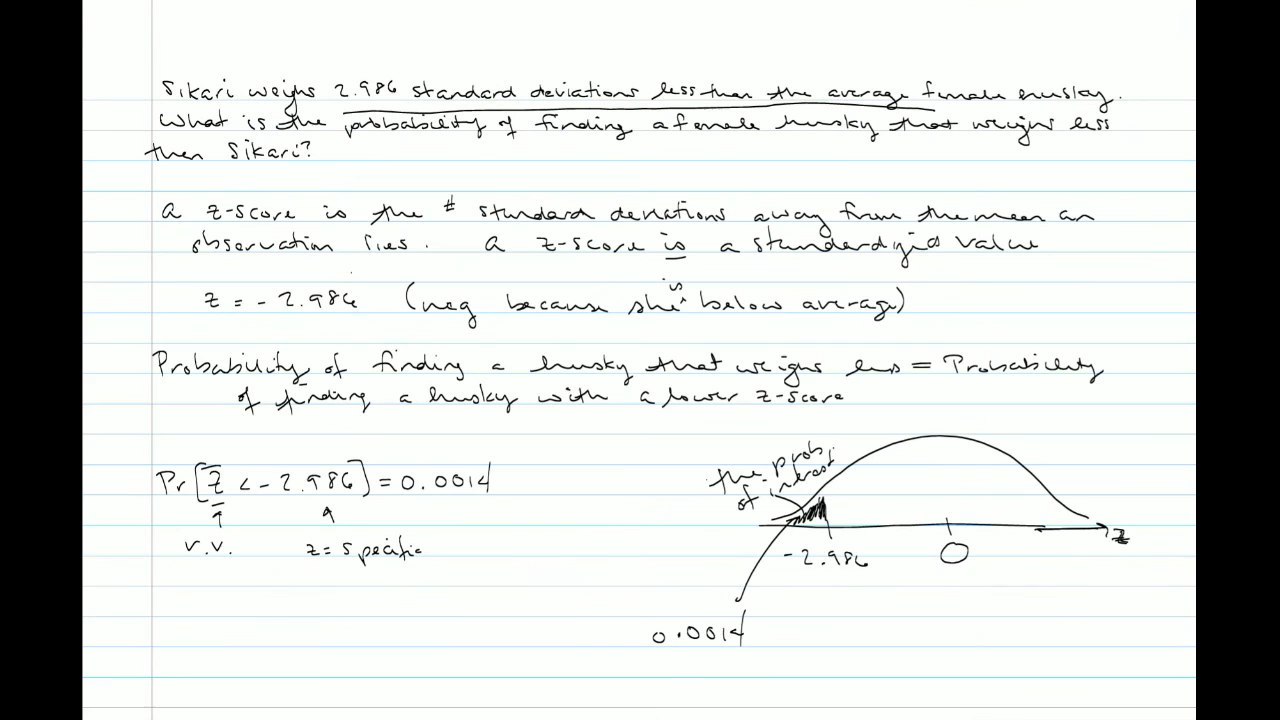 Sikari weighs 2.986 standard deviations less then the average female husky.
What is the probability of finding a female husky that weighs less
then Sikari?
A z-score is the # standard deviations away from the mean an
observation lies. A z-score is a standardized value
z = - 2.986 (neg because she is below average)
Probability of finding a husky that weighs less = Probability
of finding a husky with a lower z-score
Pr[Z < - 2.986] = 0.0014
r.v. z = specific
the prob.
of interest
-2.986 0 z
0.0014